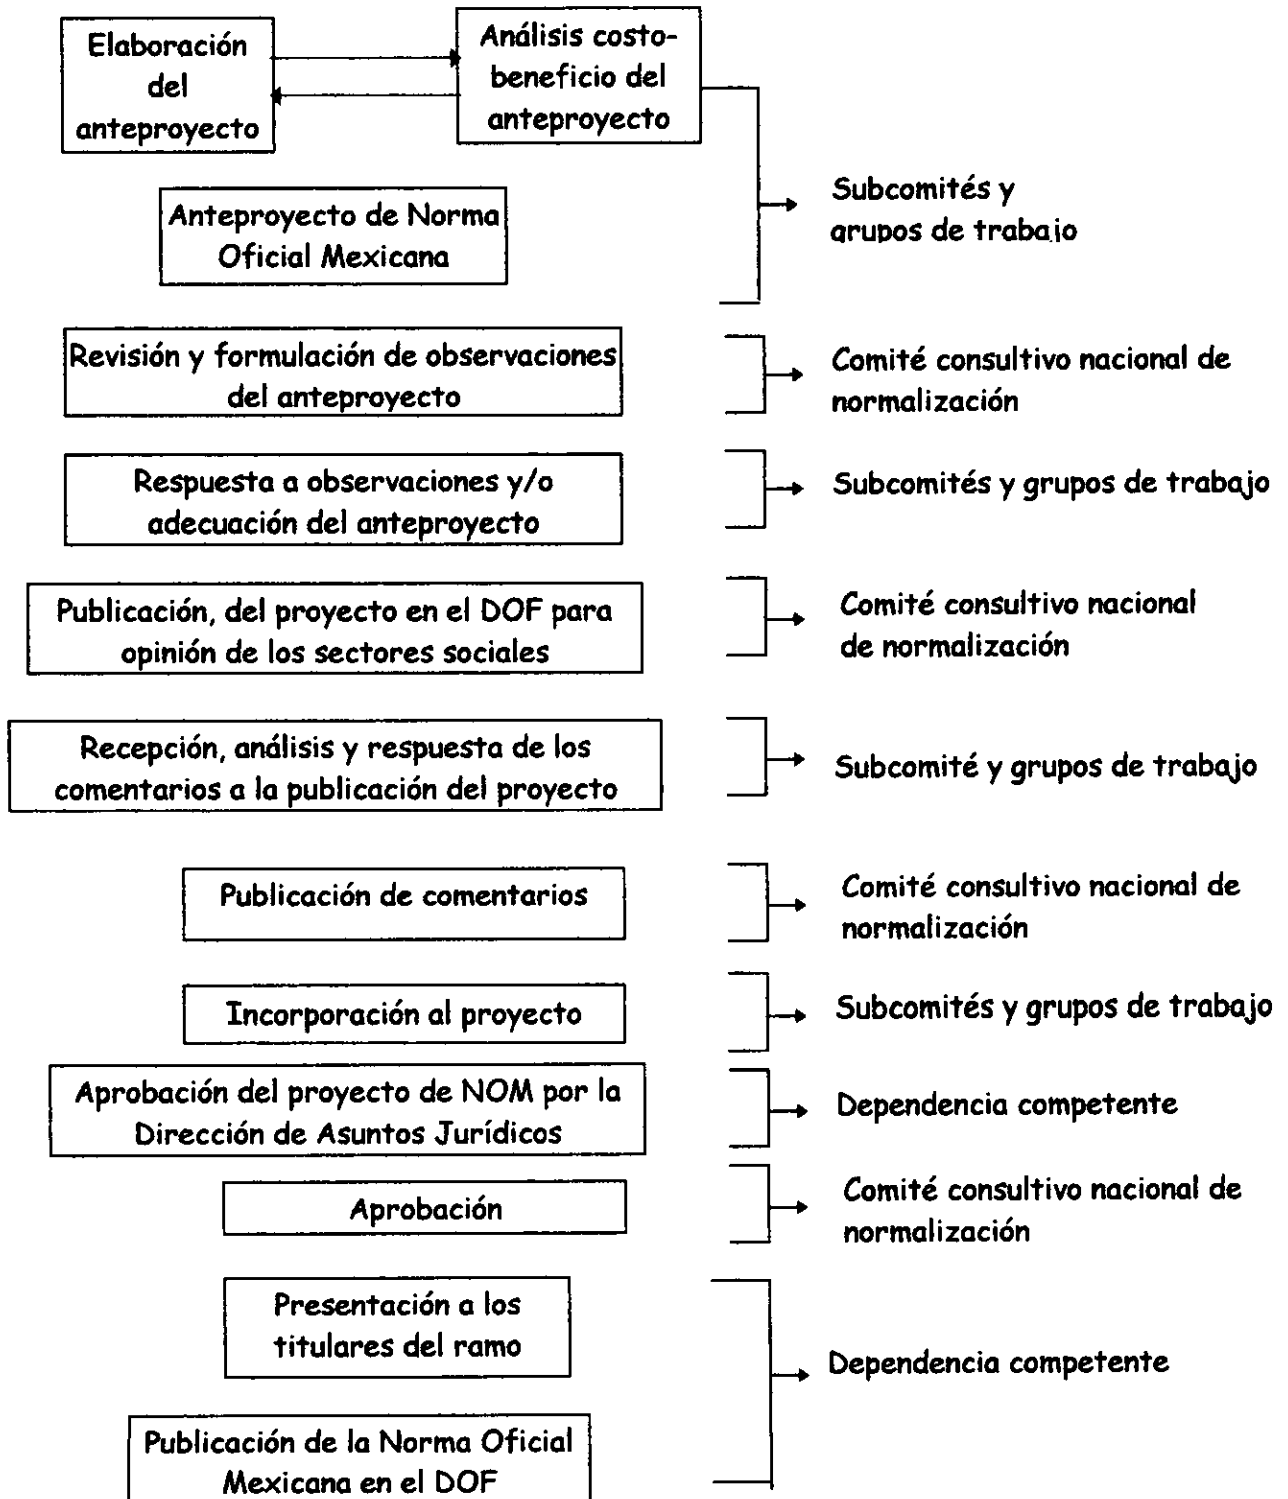 Elaboración
del
anteproyecto
Análisis costo-
beneficio del
anteproyecto
Anteproyecto de Norma
Oficial Mexicana
Subcomités y
grupos de trabajo
Revisión y formulación de observaciones
del anteproyecto
Comité consultivo nacional de
normalización
Respuesta a observaciones y/o
adecuación del anteproyecto
Subcomités y grupos de trabajo
Publicación, del proyecto en el DOF para
opinión de los sectores sociales
Comité consultivo nacional
de normalización
Recepción, análisis y respuesta de los
comentarios a la publicación del proyecto
Subcomité y grupos de trabajo
Publicación de comentarios
Comité consultivo nacional de
normalización
Incorporación al proyecto
Subcomités y grupos de trabajo
Aprobación del proyecto de NOM por la
Dirección de Asuntos Jurídicos
Dependencia competente
Aprobación
Comité consultivo nacional de
normalización
Presentación a los
titulares del ramo
Publicación de la Norma Oficial
Mexicana en el DOF
Dependencia competente